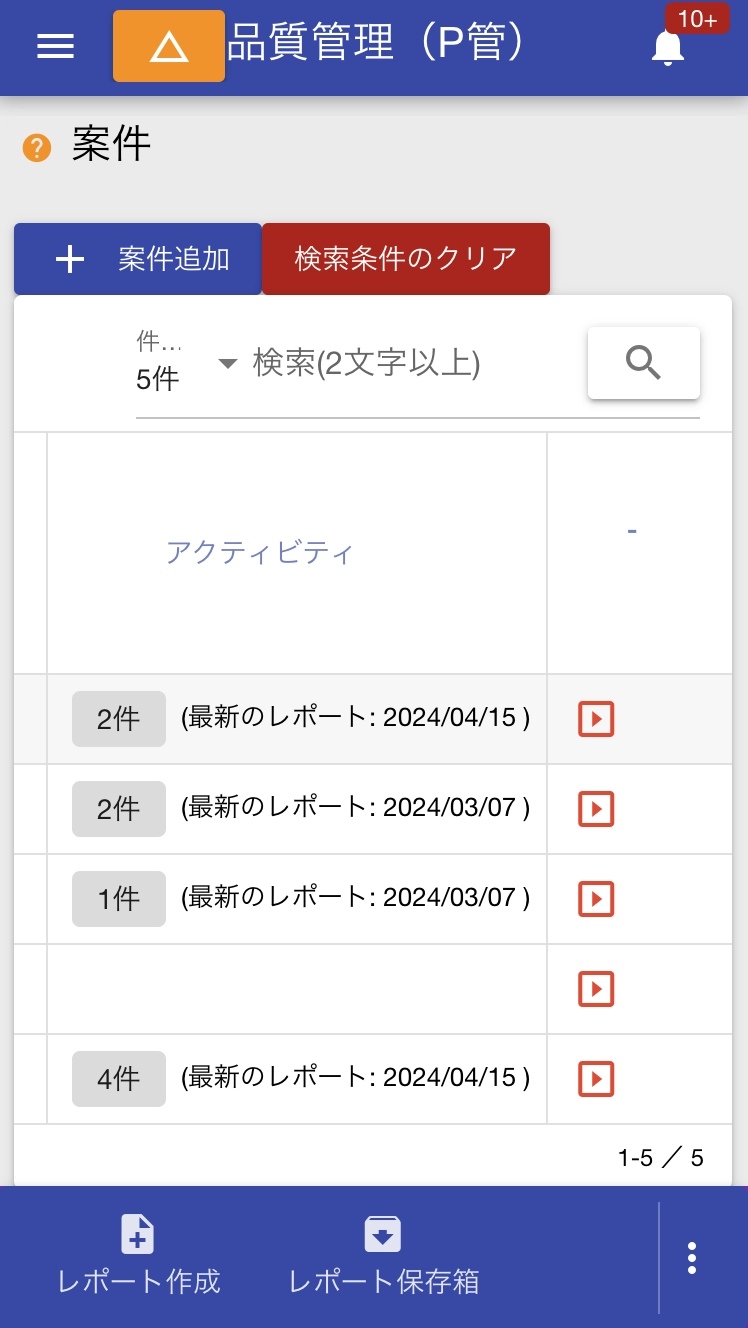 品質管理（P管）
10+
案件
案件追加
検索条件のクリア
件…
5件
検索(2文字以上)
アクティビティ
-
2件 (最新のレポート: 2024/04/15 )
2件 (最新のレポート: 2024/03/07 )
1件 (最新のレポート: 2024/03/07 )
4件 (最新のレポート: 2024/04/15 )
1-5 ／ 5
レポート作成
レポート保存箱